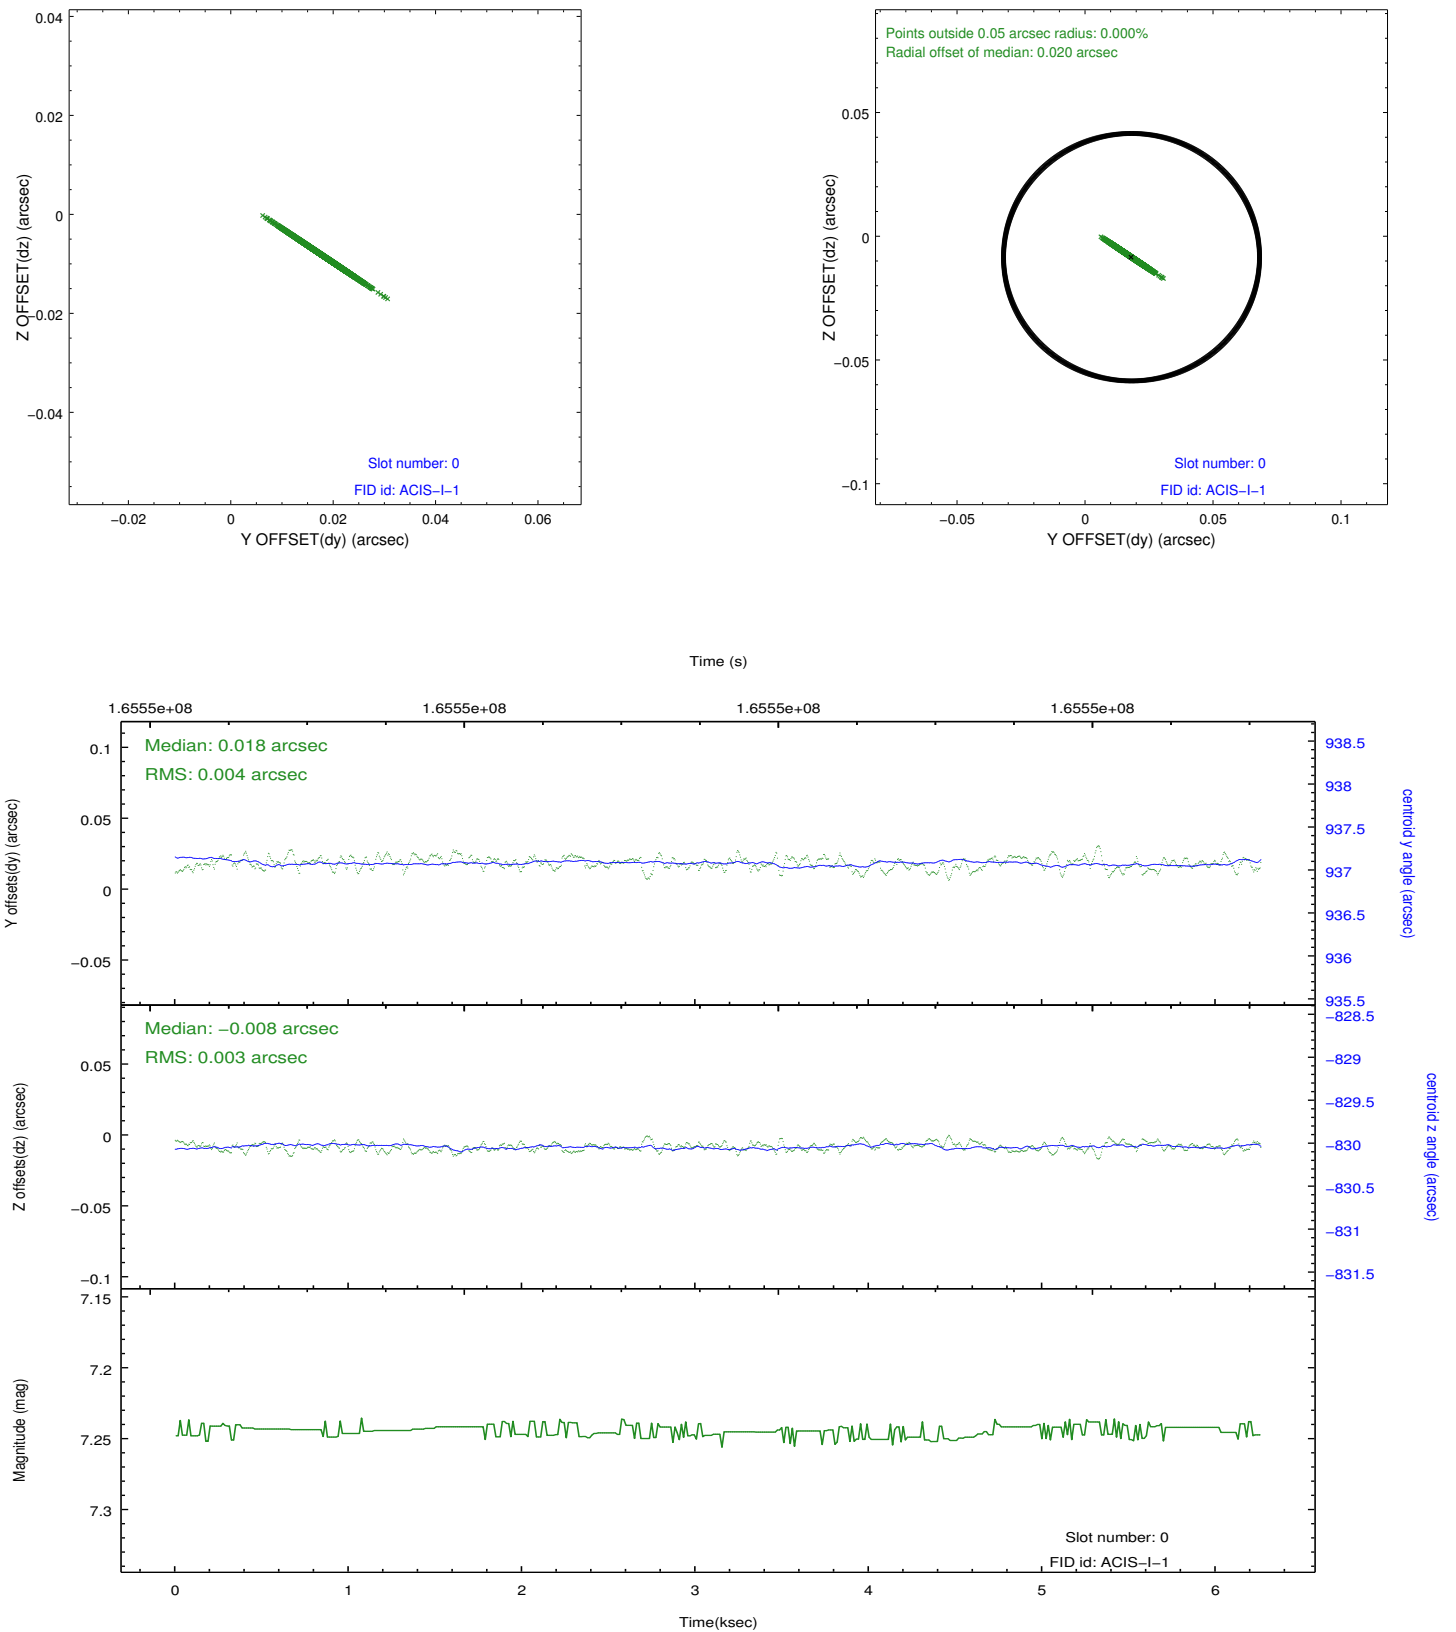 0.04
0.02
0
−0.02
−0.04
Z OFFSET(dz) (arcsec)
Slot number: 0
FID id: ACIS−I−1
−0.02 0 0.02 0.04 0.06
Y OFFSET(dy) (arcsec)
Points outside 0.05 arcsec radius: 0.000%
Radial offset of median: 0.020 arcsec
0.05
0
−0.05
−0.1
Z OFFSET(dz) (arcsec)
Slot number: 0
FID id: ACIS−I−1
−0.05 0 0.05 0.1
Y OFFSET(dy) (arcsec)
Time (s)
1.6555e+08 1.6555e+08 1.6555e+08 1.6555e+08
Median: 0.018 arcsec
RMS: 0.004 arcsec
0.1
0.05
0
−0.05
Y offsets(dy) (arcsec)
938.5
938
937.5
937
936.5
936
935.5
centroid y angle (arcsec)
Median: −0.008 arcsec
RMS: 0.003 arcsec
0.05
0
−0.05
−0.1
Z offsets(dz) (arcsec)
−828.5
−829
−829.5
−830
−830.5
−831
−831.5
centroid z angle (arcsec)
7.15
7.2
7.25
7.3
Magnitude (mag)
Slot number: 0
FID id: ACIS−I−1
0 1 2 3 4 5 6
Time(ksec)